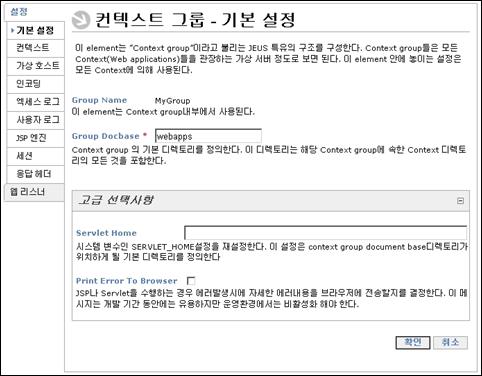 설정
기본 설정
컨텍스트
가상 호스트
인코딩
액세스 로그
사용자 로그
JSP 엔진
세션
응답 헤더
웹 리스너
컨텍스트 그룹 - 기본 설정
이 element는 "Context group"이라고 불리는 JEUS 특유의 구조를 구성한다. Context group들은 모든
Context(Web applications)들을 관장하는 가상 서버 정도로 보면 된다. 이 element 안에 놓이는 설정은
모든 Context에 의해 사용된다.
Group Name MyGroup
이 element는 Context group내부에서 사용된다.
Group Docbase * webapps
Context group 의 기본 디렉토리를 정의한다. 이 디렉토리는 해당 Context group에 속한 Context 디렉토
리의 모든 것을 포함한다.
고급 선택사항
Servlet Home
시스템 변수인 SERVLET_HOME설정을 재설정한다. 이 설정은 context group document base디렉토리가
위치하게 될 기본 디렉토리를 정의한다
Print Error To Browser
JSP나 Servlet을 수행하는 경우 에러발생시에 자세한 에러내용을 브라우저에 전송할지를 결정한다. 이 메
시지는 개발 기간 동안에는 유용하지만 운영환경에서는 비활성화 해야 한다.
확인 취소